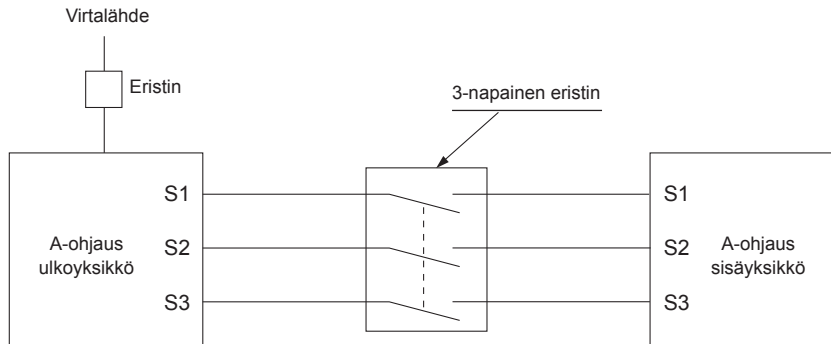 Virtalähde
Eristin
3-napainen eristin
S1
S2
S3
A-ohjaus
ulkoyksikkö
S1
S2
S3
A-ohjaus
sisäyksikkö